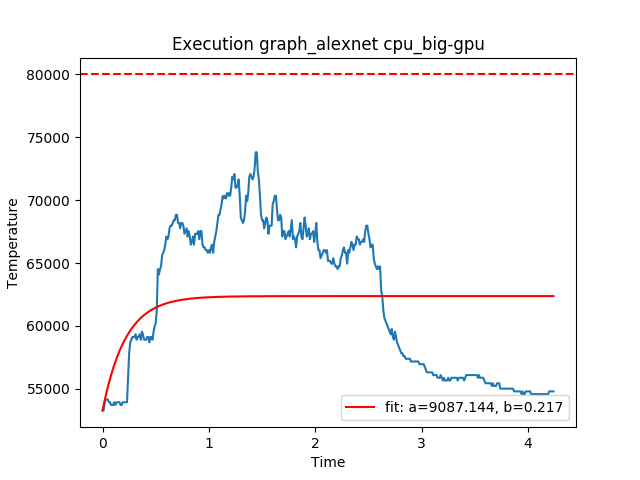 Execution graph_alexnet cpu_big-gpu
80000
75000
70000
65000
60000
55000
Temperature
0
1
2
3
4
Time
fit: a=9087.144, b=0.217